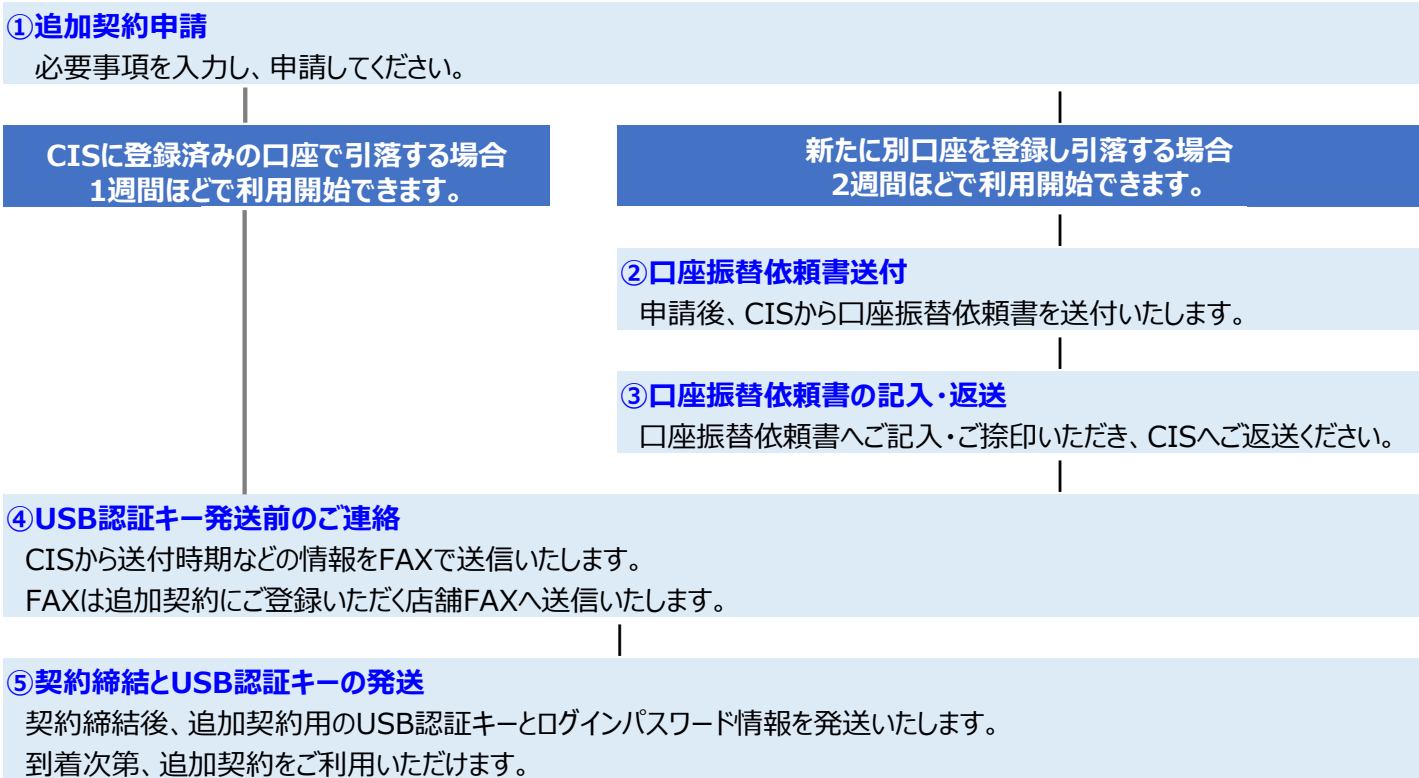 ①追加契約申請
必要事項を入力し、申請してください。
CISに登録済みの口座で引落する場合
1週間ほどで利用開始できます。
新たに別口座を登録し引落する場合
2週間ほどで利用開始できます。
②口座振替依頼書送付
申請後、CISから口座振替依頼書を送付いたします。
③口座振替依頼書の記入・返送
口座振替依頼書へご記入・ご捺印いただき、CISへご返送ください。
④USB認証キー発送前のご連絡
CISから送付時期などの情報をFAXで送信いたします。
FAXは追加契約にご登録いただく店舗FAXへ送信いたします。
⑤契約締結とUSB認証キーの発送
契約締結後、追加契約用のUSB認証キーとログインパスワード情報を発送いたします。
到着次第、追加契約をご利用いただけます。